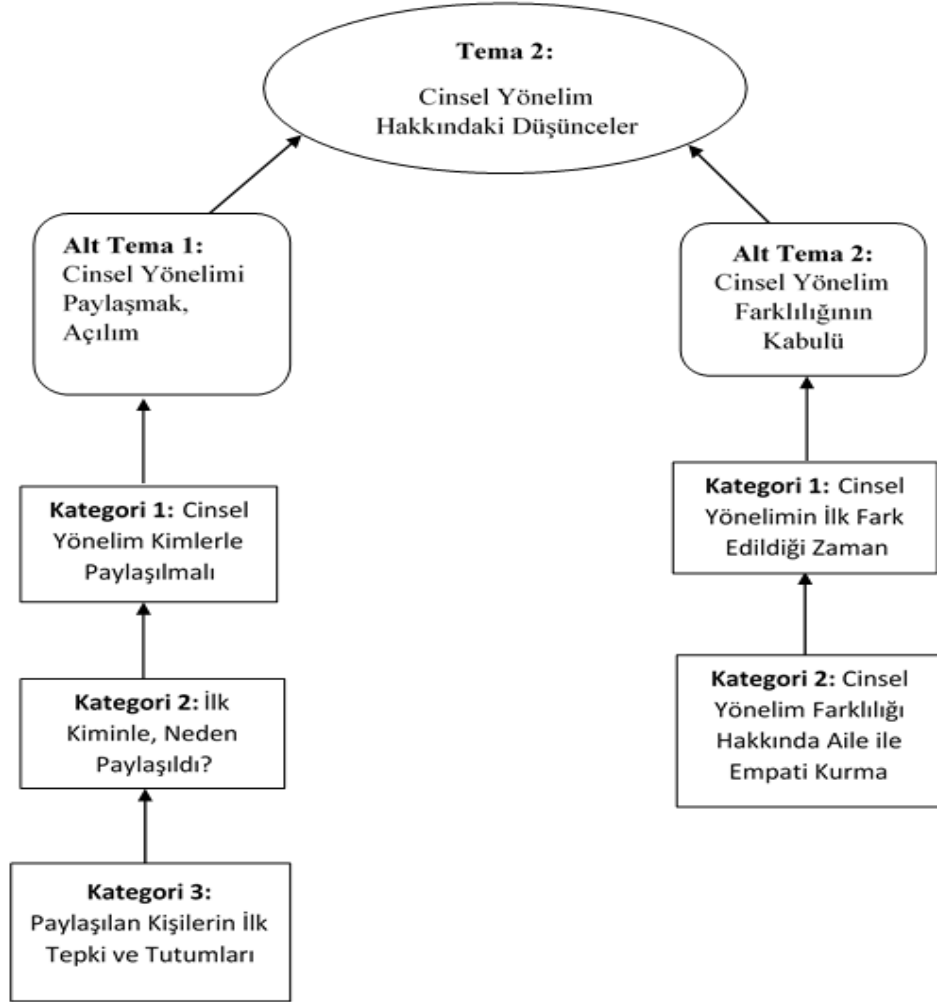 Tema 2:
Cinsel Yönelim
Hakkındaki Düşünceler
Alt Tema 1:
Cinsel Yönelimi
Paylaşmak,
Açılım
Alt Tema 2:
Cinsel Yönelim
Farklılığının
Kabulü
Kategori 1: Cinsel
Yönelim Kimlerle
Paylaşılmalı
Kategori 1: Cinsel
Yönelimin İlk Fark
Edildiği Zaman
Kategori 2: İlk
Kiminle, Neden
Paylaşıldı?
Kategori 2: Cinsel
Yönelim Farklılığı
Hakkında Aile ile
Empati Kurma
Kategori 3:
Paylaşılan Kişilerin İlk
Tepki ve Tutumları